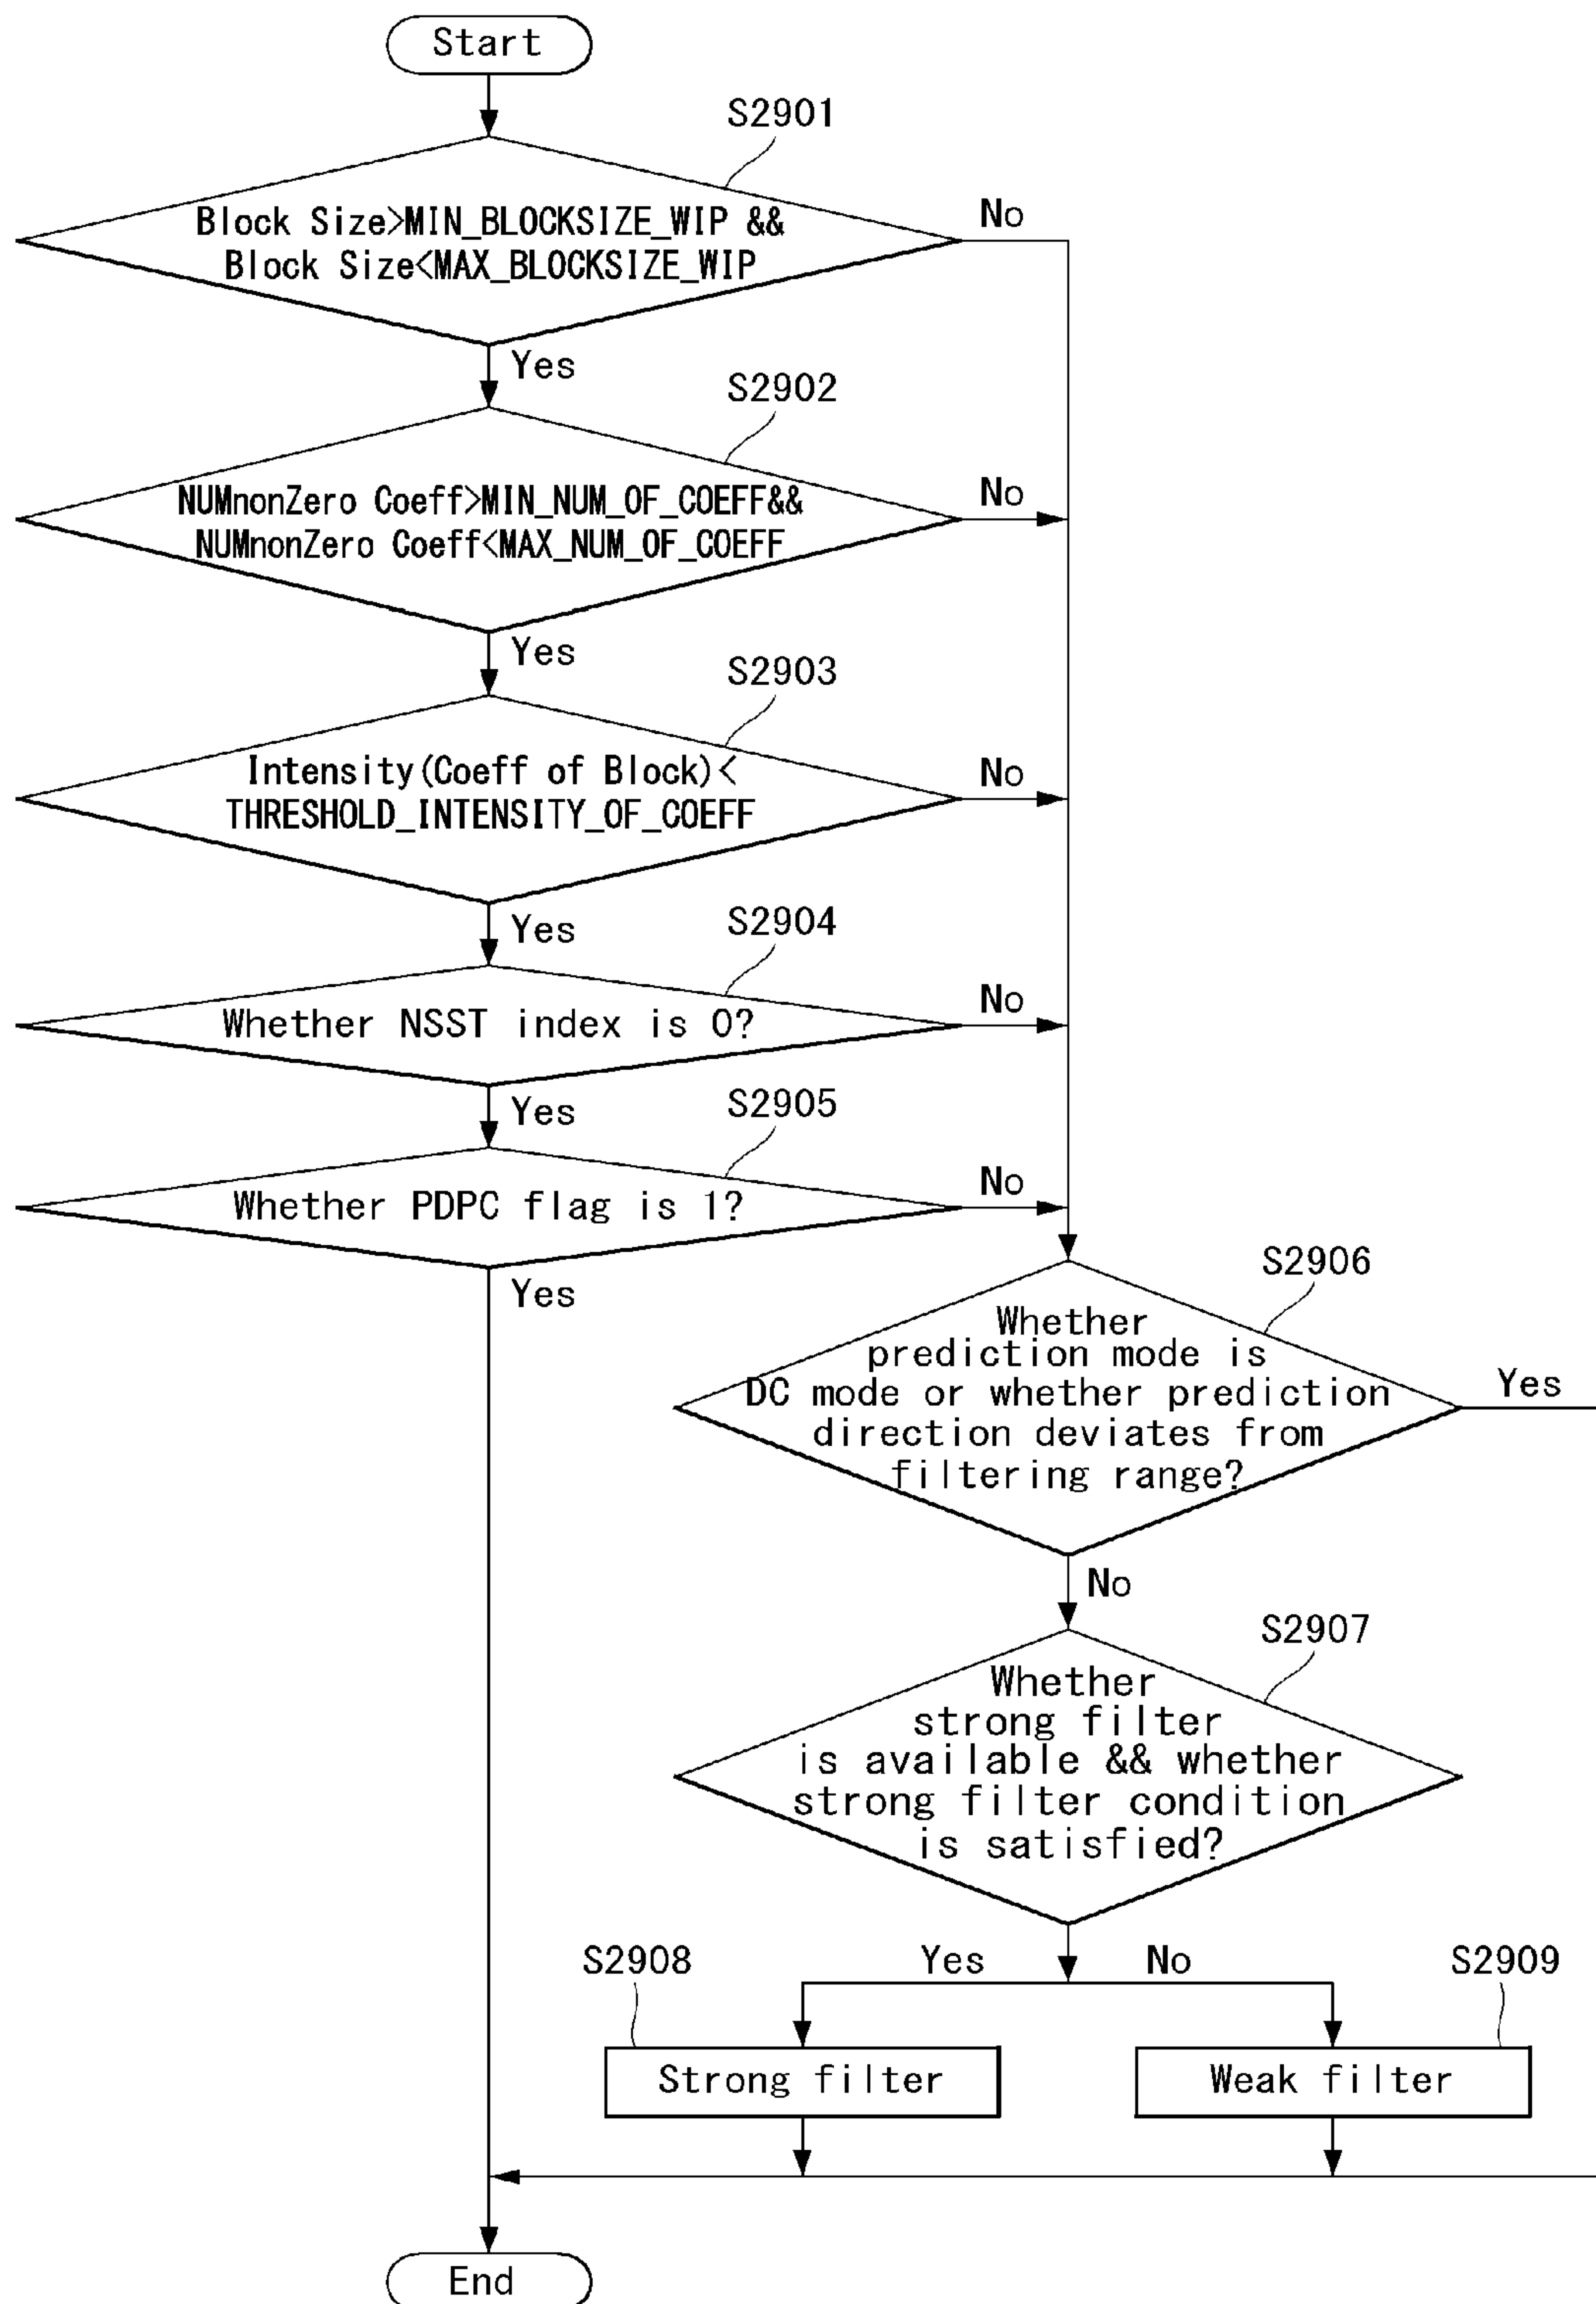 Start
S2901
Block Size>MIN_BLOCKSIZE_WIP &&
Block Size<MAX_BLOCKSIZE_WIP
No
Yes
S2902
NUMnonZero Coeff>MIN_NUM_OF_COEFF&&
NUMnonZero Coeff<MAX_NUM_OF_COEFF
No
Yes
S2903
Intensity(Coeff of Block)<
THRESHOLD_INTENSITY_OF_COEFF
No
Yes
S2904
Whether NSST index is 0?
No
Yes
S2905
Whether PDPC flag is 1?
No
Yes
S2906
Whether
prediction mode is
DC mode or whether prediction
direction deviates from
filtering range?
Yes
No
S2907
Whether
strong filter
is available && whether
strong filter condition
is satisfied?
Yes
No
S2908
Strong filter
S2909
Weak filter
End